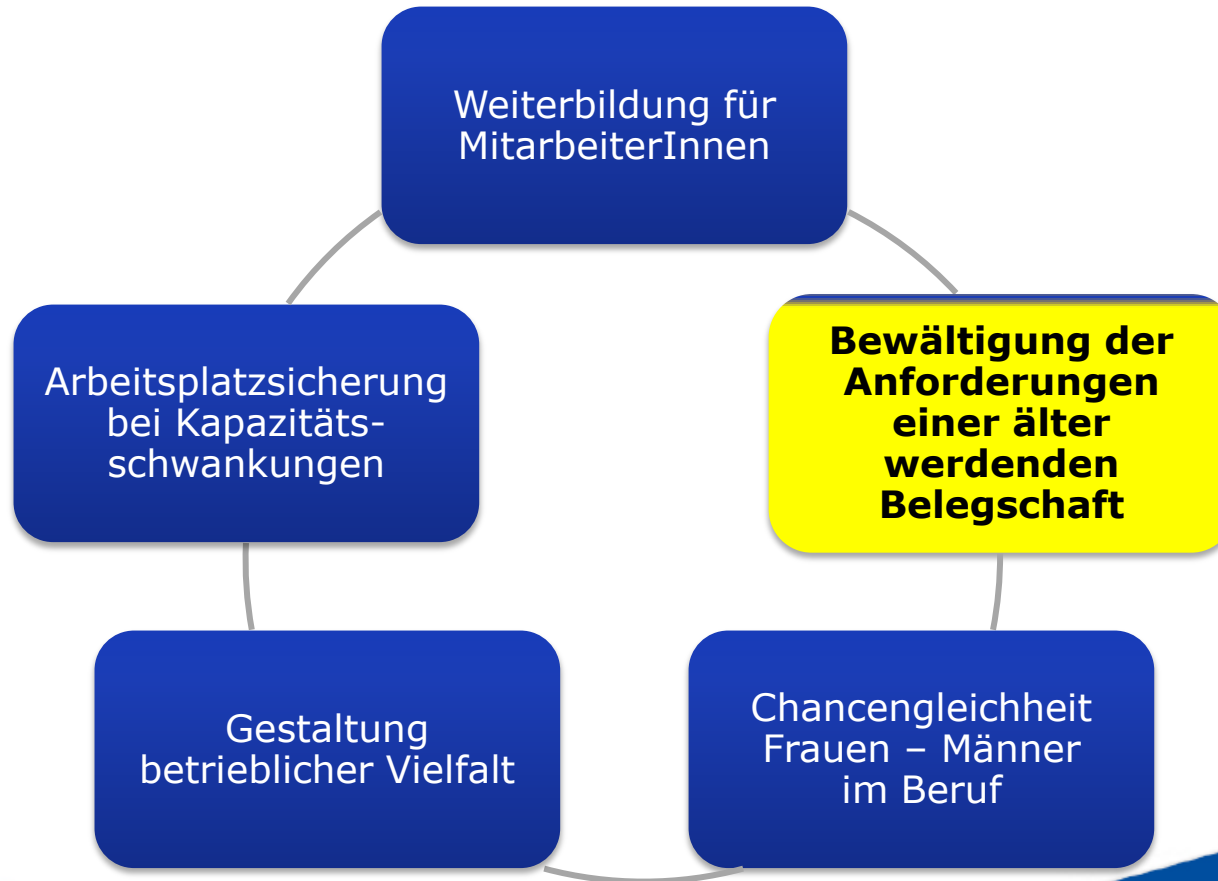 Weiterbildung für
MitarbeiterInnen
Bewältigung der
Anforderungen
einer älter
werdenden
Belegschaft
Chancengleichheit
Frauen – Männer
im Beruf
Gestaltung
betrieblicher Vielfalt
Arbeitsplatzsicherung
bei Kapazitäts-
schwankungen